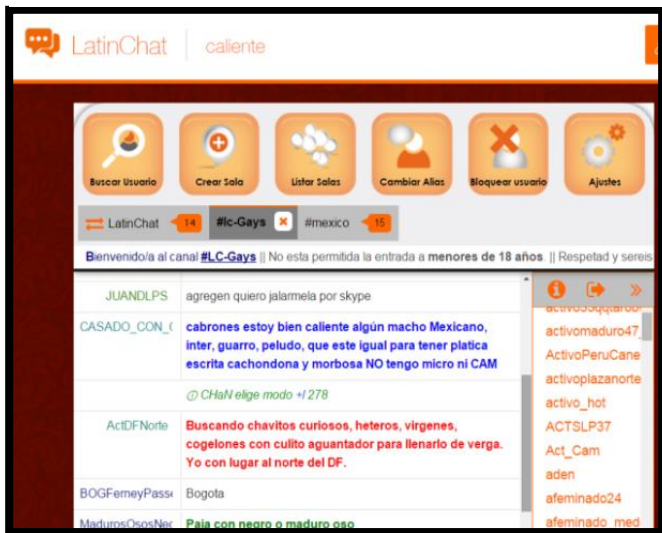 LatinChat caliente
Buscar Usuario Crear Sala Listar Salas Cambiar Alias Bloquear usuario Ajustes
LatinChat 14 #lc-Gays #mexico 15
Bienvenido/a al canal #LC-Gays || No esta permitida la entrada a menores de 18 años. || Respetad y sereis
JUANDLPS agregen quiero jalarmela por skype
CASADO_CON_ cabrones estoy bien caliente algún macho Mexicano,
inter, guarro, peludo, que este igual para tener platica
escrita cachondona y morbosa NO tengo micro ni CAM
CHaN elige modo +l 278
ActDFNorte Buscando chavitos curiosos, heteros, virgenes,
cogelones con culito aguantador para llenarlo de verga.
Yo con lugar al norte del DF.
BOGFerneyPasse Bogota
MadurosOsosNeg Paja con negro o maduro oso
activomaduro47_
ActivoPeruCane
activoplazanorte
activo_hot
ACTSLP37
Act_Cam
aden
afeminado24
afeminado_med